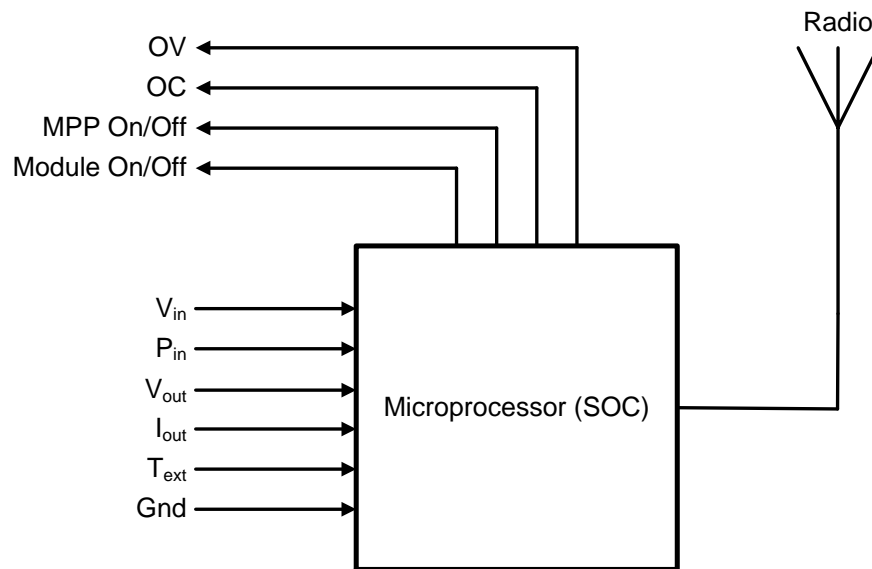 Radio
OV
OC
MPP On/Off
Module On/Off
Vin
Pin
Vout
Iout
Text
Gnd
Microprocessor (SOC)